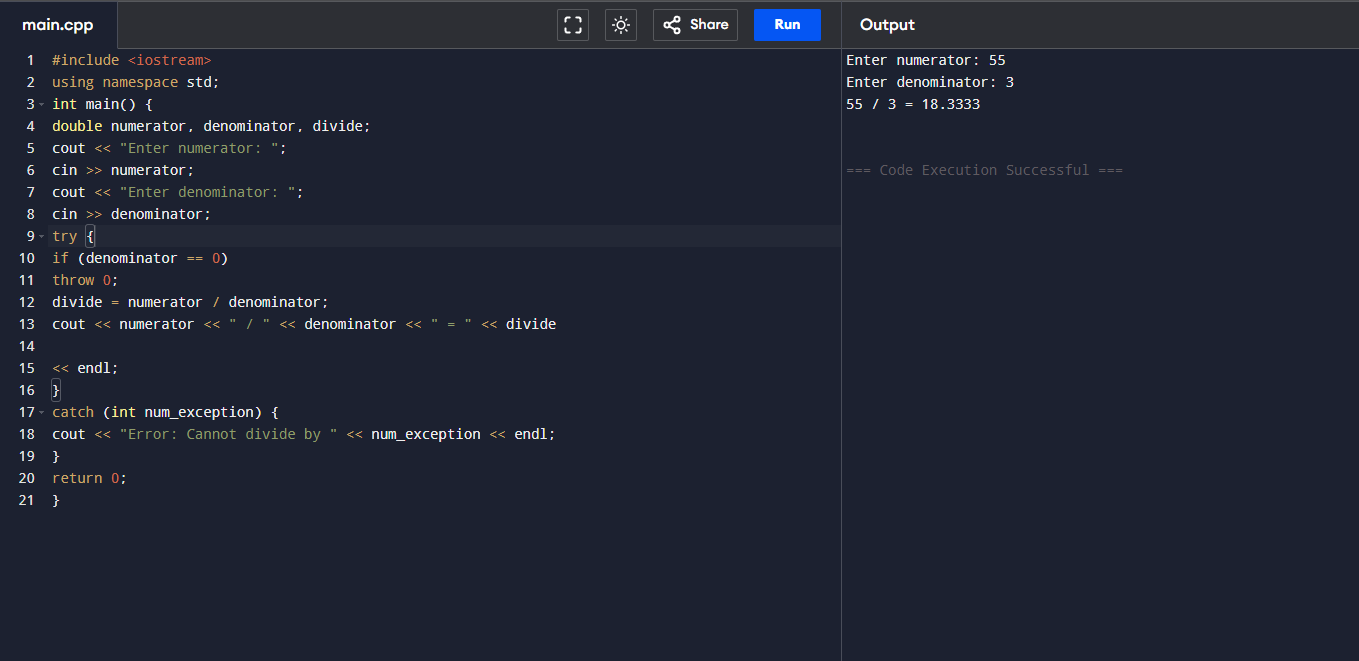 main.cpp
Share
Run
Output
1 #include <iostream>
2 using namespace std;
3 int main() {
4 double numerator, denominator, divide;
5 cout << "Enter numerator: ";
6 cin >> numerator;
7 cout << "Enter denominator: ";
8 cin >> denominator;
9 try {
10 if (denominator == 0)
11 throw 0;
12 divide = numerator / denominator;
13 cout << numerator << " / " << denominator << " = " << divide
14
15 << endl;
16 }
17 catch (int num_exception) {
18 cout << "Error: Cannot divide by " << num_exception << endl;
19 }
20 return 0;
21 }
Enter numerator: 55
Enter denominator: 3
55 / 3 = 18.3333
=== Code Execution Successful ===